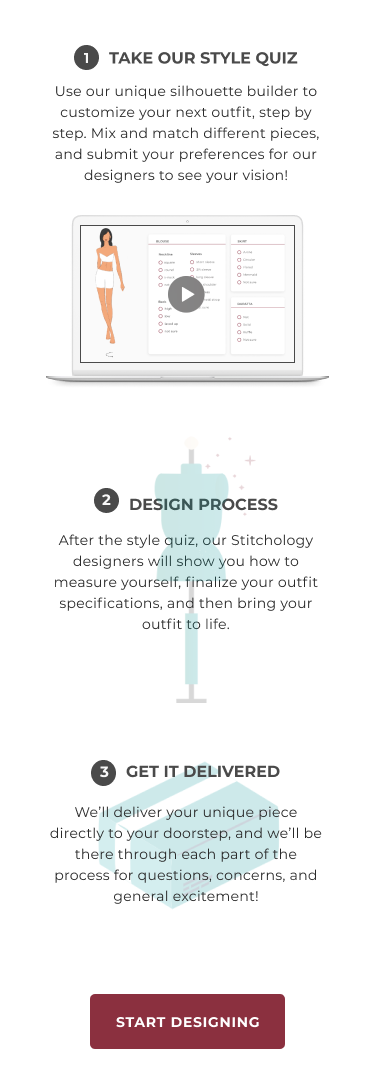 1 TAKE OUR STYLE QUIZ
Use our unique silhouette builder to
customize your next outfit, step by
step. Mix and match different pieces,
and submit your preferences for our
designers to see your vision!
BLOUSE
SKIRT
2 DESIGN PROCESS
After the style quiz, our Stitchology
designers will show you how to
measure yourself, finalize your outfit
specifications, and then bring your
outfit to life.
3 GET IT DELIVERED
We’ll deliver your unique piece
directly to your doorstep, and we’ll be
there through each part of the
process for questions, concerns, and
general excitement!
START DESIGNING